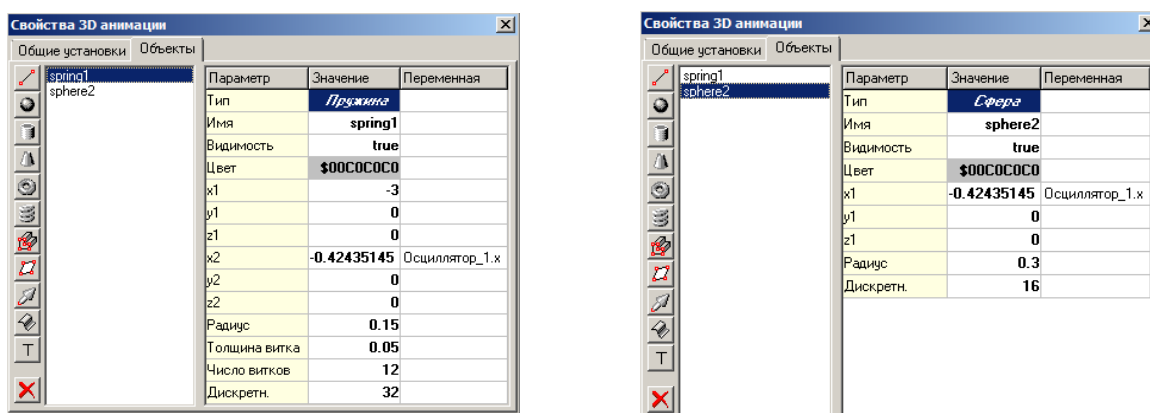 Свойства 3D анимации
Общие установки Объекты
spring1
sphere2
Параметр Значение Переменная
Тип Пружина
Имя spring1
Видимость true
Цвет $00C0C0C0
x1 -3
y1 0
z1 0
x2 -0.42435145 Осциллятор_1.x
y2 0
z2 0
Радиус 0.15
Толщина витка 0.05
Число витков 12
Дискретн. 32
T
Свойства 3D анимации
Общие установки Объекты
spring1
sphere2
Параметр Значение Переменная
Тип Сфера
Имя sphere2
Видимость true
Цвет $00C0C0C0
x1 -0.42435145 Осциллятор_1.x
y1 0
z1 0
Радиус 0.3
Дискретн. 16
T